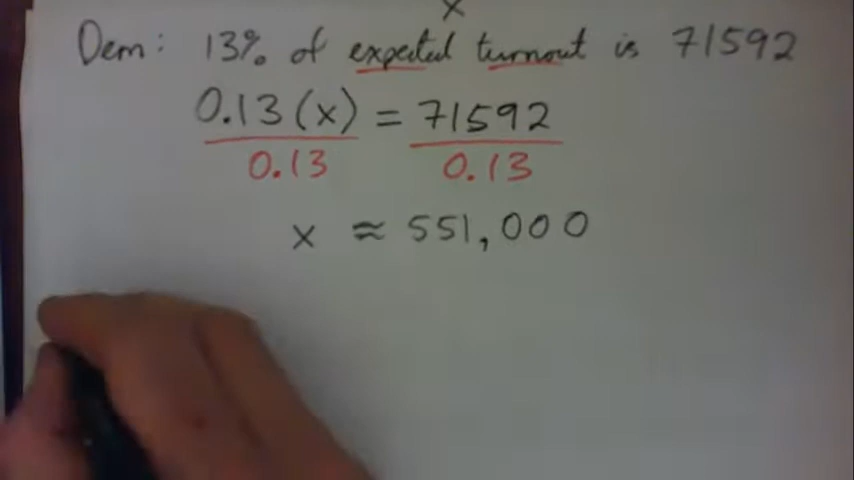 x
Dem: 13% of expected turnout is 71592
0.13(x) = 71592
0.13 0.13
x ≈ 551,000